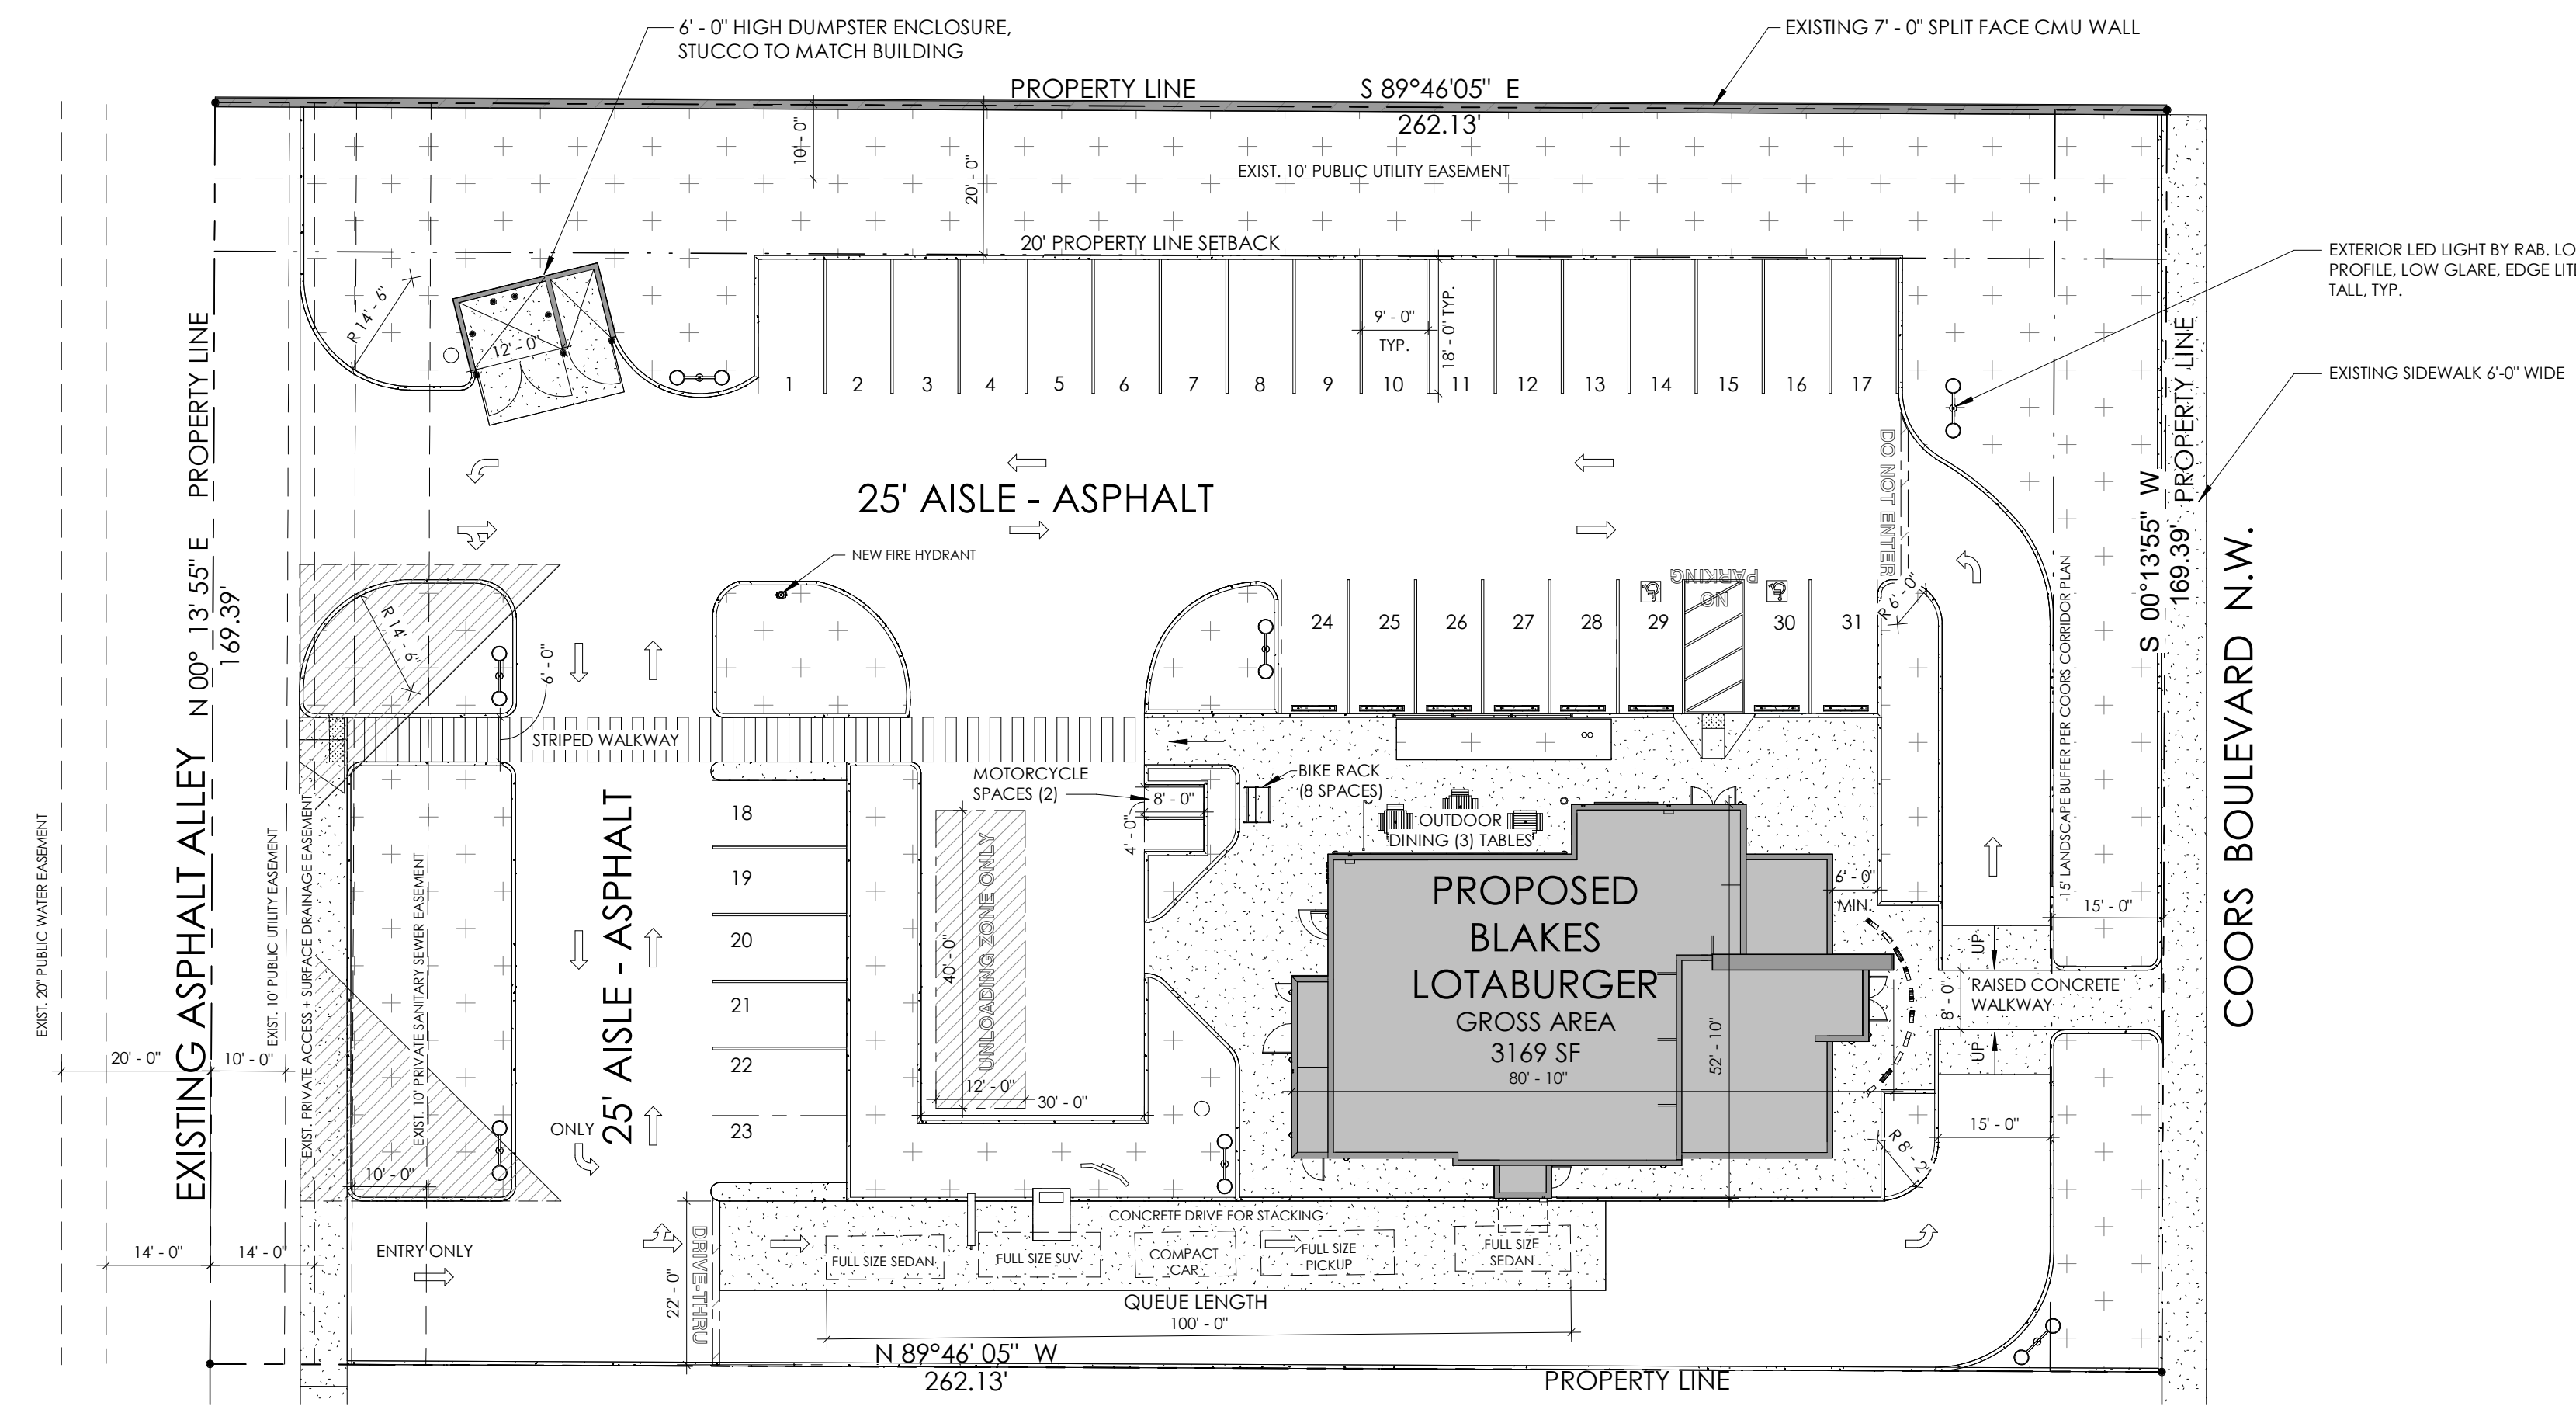 6' - 0" HIGH DUMPSTER ENCLOSURE,
STUCCO TO MATCH BUILDING
EXISTING 7' - 0" SPLIT FACE CMU WALL
PROPERTY LINE
S 89°46'05" E
262.13'
10' - 0"
20' - 0"
EXIST. 10' PUBLIC UTILITY EASEMENT
20' PROPERTY LINE SETBACK
EXTERIOR LED LIGHT BY RAB. LO
PROFILE, LOW GLARE, EDGE LIT
TALL, TYP.
EXISTING SIDEWALK 6'-0" WIDE
R 14' - 6"
12' - 0"
9' - 0"
TYP.
18' - 0" TYP.
1
2
3
4
5
6
7
8
9
10
11
12
13
14
15
16
17
PROPERTY LINE
N 00° 13' 55" E
169.39'
25' AISLE - ASPHALT
NEW FIRE HYDRANT
DO NOT ENTER
NO
PARKING
R 6' - 0"
24
25
26
27
28
29
30
31
R 14' - 6"
6' - 0"
STRIPED WALKWAY
PROPERTY LINE
S 00°13'55" W
169.39'
COORS BOULEVARD N.W.
15' LANDSCAPE BUFFER PER COORS CORRIDOR PLAN
MOTORCYCLE
SPACES (2)
8' - 0"
4' - 0"
BIKE RACK
(8 SPACES)
OUTDOOR
DINING (3) TABLES
EXISTING ASPHALT ALLEY
EXIST. 20" PUBLIC WATER EASEMENT
EXIST. 10' PUBLIC UTILITY EASEMENT
EXIST. PRIVATE ACCESS + SURFACE DRAINAGE EASEMENT
EXIST. 10' PRIVATE SANITARY SEWER EASEMENT
25' AISLE - ASPHALT
18
19
20
21
22
23
40' - 0"
UNLOADING ZONE ONLY
12' - 0"
30' - 0"
PROPOSED
BLAKES
LOTABURGER
GROSS AREA
3169 SF
80' - 10"
52' - 10"
6' - 0"
MIN.
15' - 0"
UP
RAISED CONCRETE
WALKWAY
8' - 0"
UP
15' - 0"
R 8' 2"
20' - 0"
10' - 0"
10' - 0"
ONLY
14' - 0"
14' - 0"
ENTRY ONLY
22' - 0"
DRIVE-THRU
CONCRETE DRIVE FOR STACKING
FULL SIZE SEDAN
FULL SIZE SUV
COMPACT
CAR
FULL SIZE
PICKUP
FULL SIZE
SEDAN
QUEUE LENGTH
100' - 0"
N 89°46' 05" W
262.13'
PROPERTY LINE